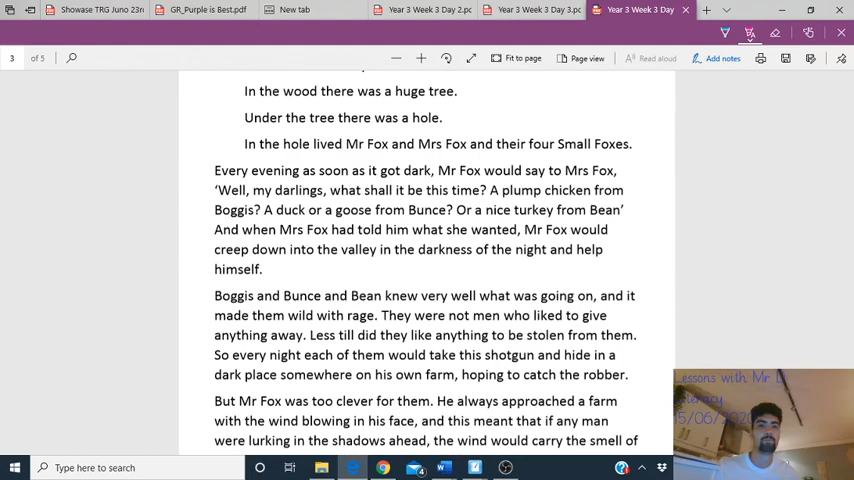 Showase TRG Juno 23rd
GR_Purple is Best.pdf
New tab
Year 3 Week 3 Day 2.pc
Year 3 Week 3 Day 3.pc
Year 3 Week 3 Day
3 of 5
Fit to page
Page view
Read aloud
Add notes
In the wood there was a huge tree.
Under the tree there was a hole.
In the hole lived Mr Fox and Mrs Fox and their four Small Foxes.
Every evening as soon as it got dark, Mr Fox would say to Mrs Fox,
‘Well, my darlings, what shall it be this time? A plump chicken from
Boggis? A duck or a goose from Bunce? Or a nice turkey from Bean’
And when Mrs Fox had told him what she wanted, Mr Fox would
creep down into the valley in the darkness of the night and help
himself.
Boggis and Bunce and Bean knew very well what was going on, and it
made them wild with rage. They were not men who liked to give
anything away. Less till did they like anything to be stolen from them.
So every night each of them would take this shotgun and hide in a
dark place somewhere on his own farm, hoping to catch the robber.
But Mr Fox was too clever for them. He always approached a farm
with the wind blowing in his face, and this meant that if any man
were lurking in the shadows ahead, the wind would carry the smell of
Lessons with Mr D
Literacy
15/06/2020
Type here to search
4